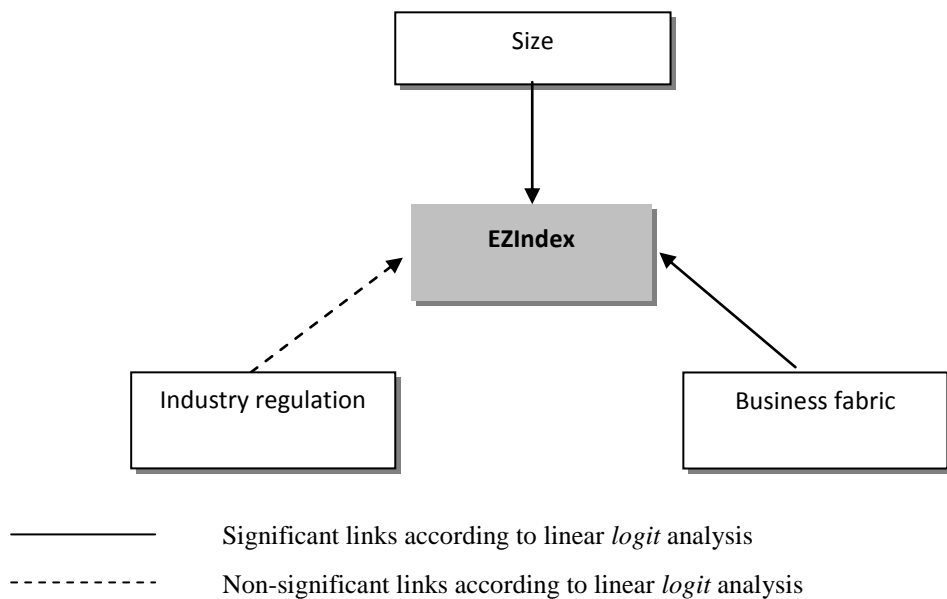 Size
EZIndex
Industry regulation
Business fabric
Significant links according to linear logit analysis
Non-significant links according to linear logit analysis